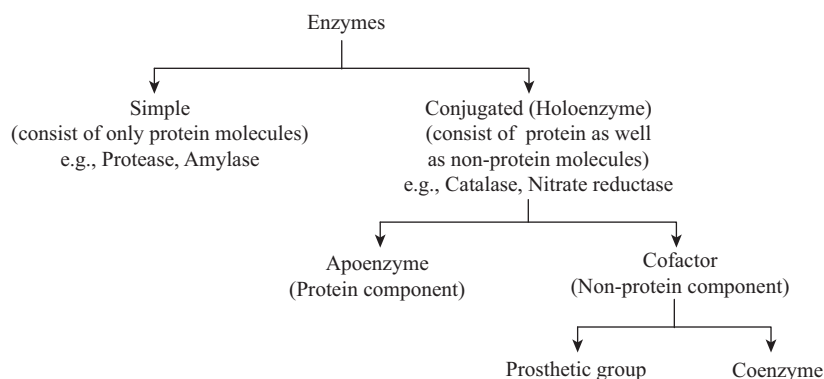 Enzymes
Simple
(consist of only protein molecules)
e.g., Protease, Amylase
Conjugated (Holoenzyme)
(consist of protein as well
as non-protein molecules)
e.g., Catalase, Nitrate reductase
Apoenzyme
(Protein component)
Cofactor
(Non-protein component)
Prosthetic group
Coenzyme